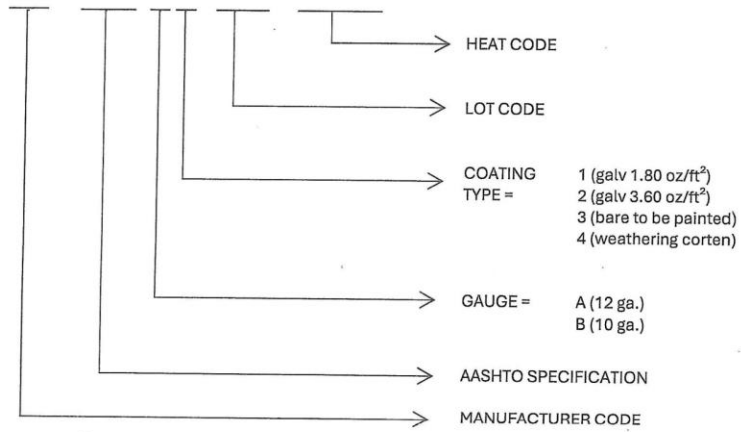 HEAT CODE
LOT CODE
COATING 1 (galv 1.80 oz/ft²)
TYPE = 2 (galv 3.60 oz/ft²)
3 (bare to be painted)
4 (weathering corten)
GAUGE = A (12 ga.)
B (10 ga.)
AASHTO SPECIFICATION
MANUFACTURER CODE